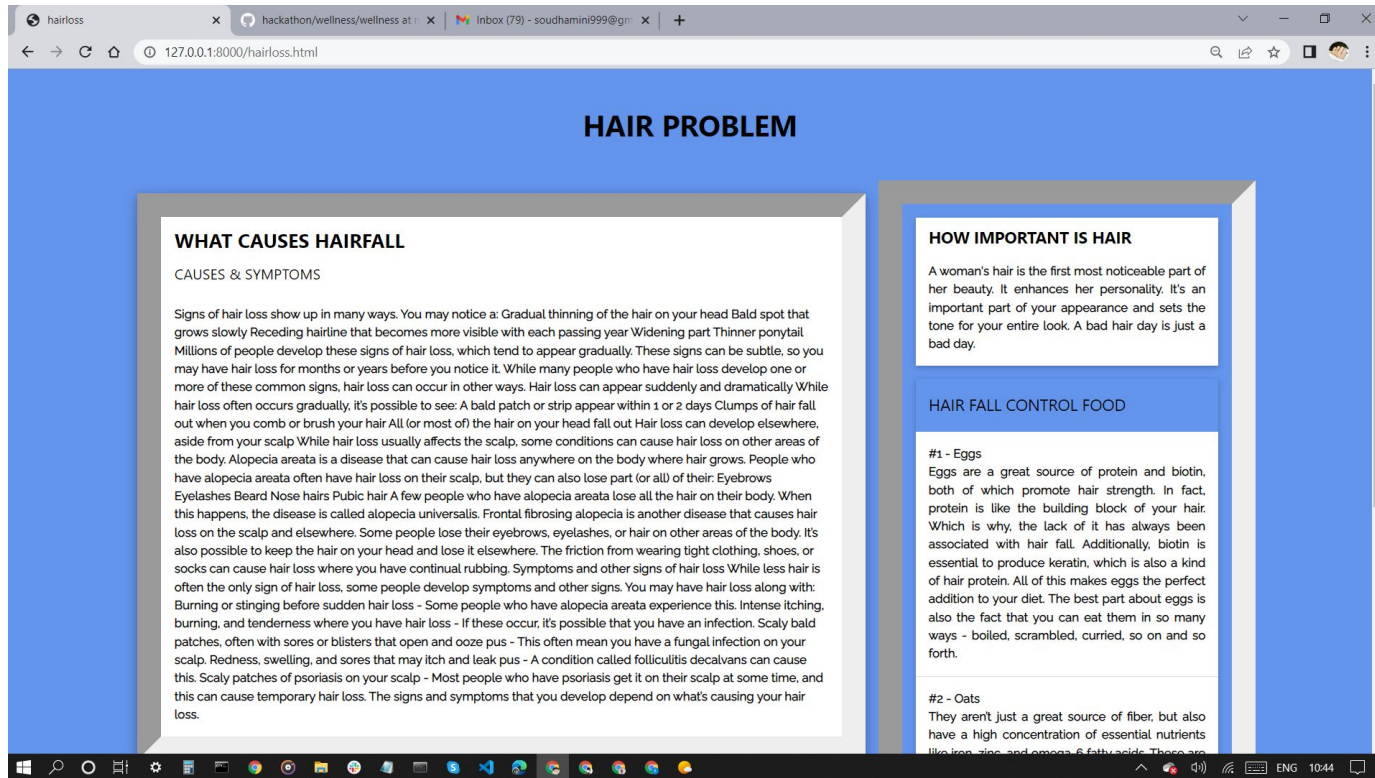 hairloss
hackathon/wellness/wellness at
Inbox (79) - soudhamini999@gm
127.0.0.1:8000/hairloss.html
HAIR PROBLEM
WHAT CAUSES HAIRFALL
CAUSES & SYMPTOMS
Signs of hair loss show up in many ways. You may notice a: Gradual thinning of the hair on your head Bald spot that
grows slowly Receding hairline that becomes more visible with each passing year Widening part Thinner ponytail
Millions of people develop these signs of hair loss, which tend to appear gradually. These signs can be subtle, so you
may have hair loss for months or years before you notice it. While many people who have hair loss develop one or
more of these common signs, hair loss can occur in other ways. Hair loss can appear suddenly and dramatically While
hair loss often occurs gradually, it's possible to see: A bald patch or strip appear within 1 or 2 days Clumps of hair fall
out when you comb or brush your hair All (or most of) the hair on your head fall out Hair loss can develop elsewhere,
aside from your scalp While hair loss usually affects the scalp, some conditions can cause hair loss on other areas of
the body. Alopecia areata is a disease that can cause hair loss anywhere on the body where hair grows. People who
have alopecia areata often have hair loss on their scalp, but they can also lose part (or all) of their: Eyebrows
Eyelashes Beard Nose hairs Pubic hair A few people who have alopecia areata lose all the hair on their body. When
this happens, the disease is called alopecia universalis. Frontal fibrosing alopecia is another disease that causes hair
loss on the scalp and elsewhere. Some people lose their eyebrows, eyelashes, or hair on other areas of the body. It's
also possible to keep the hair on your head and lose it elsewhere. The friction from wearing tight clothing, shoes, or
socks can cause hair loss where you have continual rubbing. Symptoms and other signs of hair loss While less hair is
often the only sign of hair loss, some people develop symptoms and other signs. You may have hair loss along with:
Burning or stinging before sudden hair loss - Some people who have alopecia areata experience this. Intense itching,
burning, and tenderness where you have hair loss - If these occur, it's possible that you have an infection. Scaly bald
patches, often with sores or blisters that open and ooze pus - This often mean you have a fungal infection on your
scalp. Redness, swelling, and sores that may itch and leak pus - A condition called folliculitis decalvans can cause
this. Scaly patches of psoriasis on your scalp - Most people who have psoriasis get it on their scalp at some time, and
this can cause temporary hair loss. The signs and symptoms that you develop depend on what's causing your hair
loss.
HOW IMPORTANT IS HAIR
A woman's hair is the first most noticeable part of
her beauty. It enhances her personality. It's an
important part of your appearance and sets the
tone for your entire look. A bad hair day is just a
bad day.
HAIR FALL CONTROL FOOD
#1 - Eggs
Eggs are a great source of protein and biotin,
both of which promote hair strength. In fact,
protein is like the building block of your hair.
Which is why, the lack of it has always been
associated with hair fall. Additionally, biotin is
essential to produce keratin, which is also a kind
of hair protein. All of this makes eggs the perfect
addition to your diet. The best part about eggs is
also the fact that you can eat them in so many
ways - boiled, scrambled, curried, so on and so
forth.
#2 - Oats
They aren't just a great source of fiber, but also
have a high concentration of essential nutrients
like iron, zinc, and omega-6 fatty acids. These are
ENG 10:44